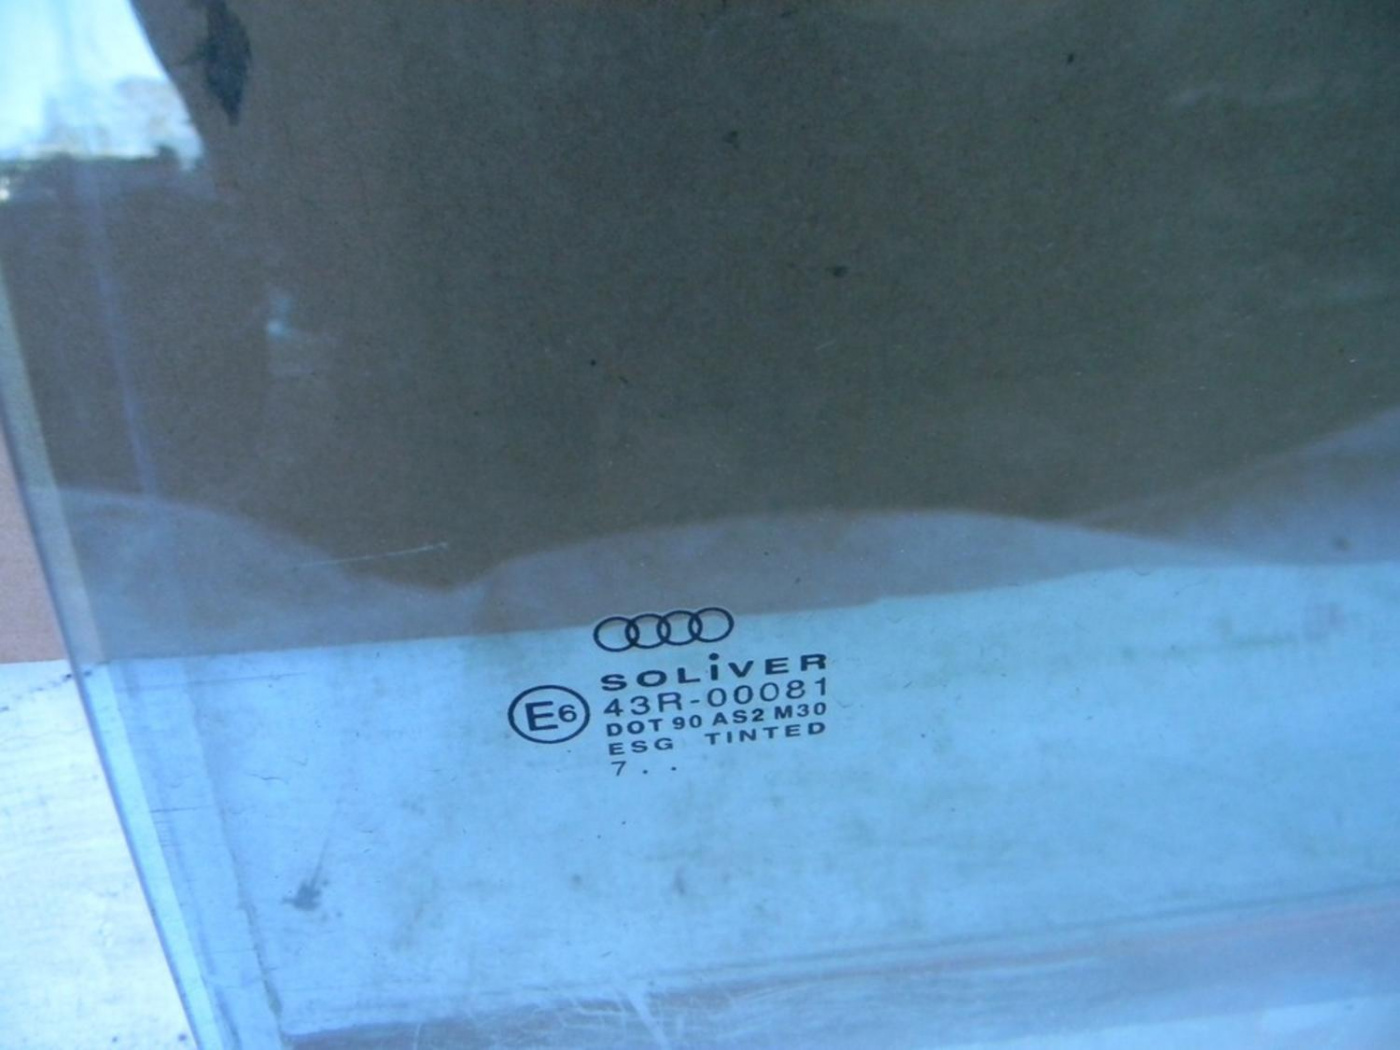 SOLiVER
E6 43R-00081
DOT 90 AS2 M30
ESG TINTED
7 . .